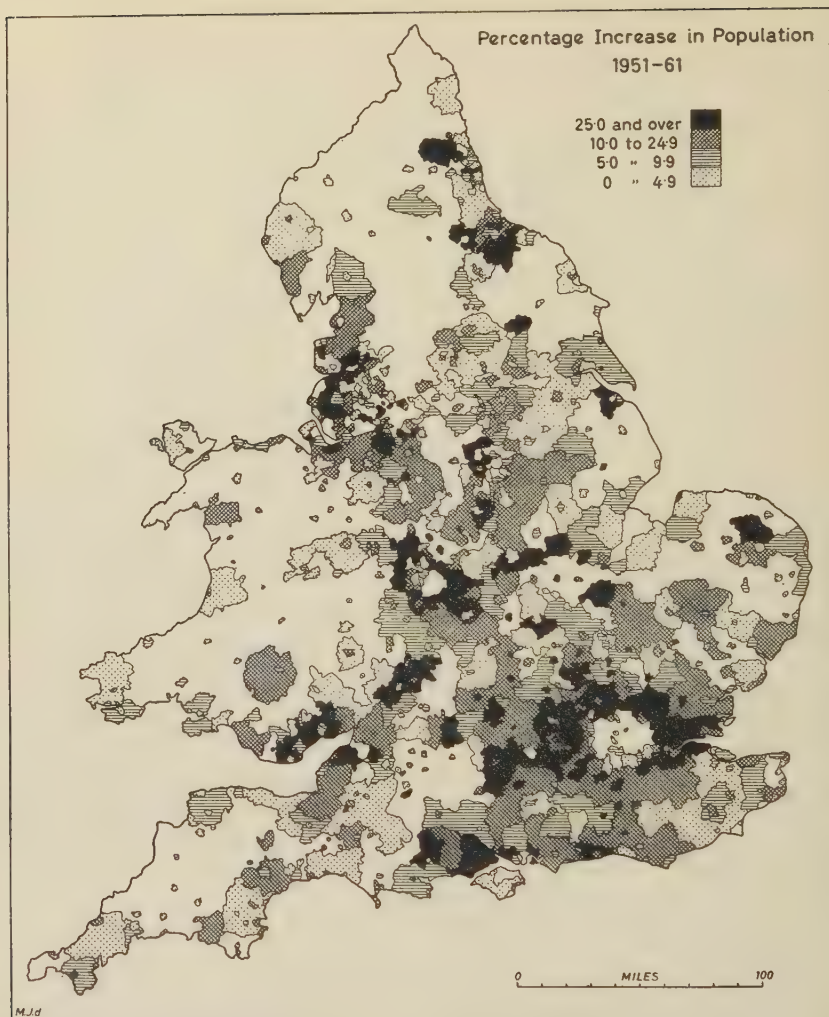 Percentage Increase in Population
1951-61
25·0 and over
10·0 to 24·9
5·0 " 9·9
0 " 4·9
0 MILES 100
M.J.d